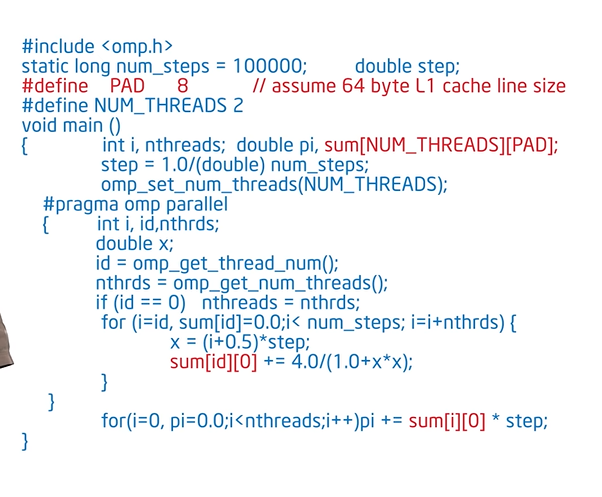 #include <omp.h>
static long num_steps = 100000; double step;
#define PAD 8 // assume 64 byte L1 cache line size
#define NUM_THREADS 2
void main ()
{ int i, nthreads; double pi, sum[NUM_THREADS][PAD];
step = 1.0/(double) num_steps;
omp_set_num_threads(NUM_THREADS);
#pragma omp parallel
{ int i, id,nthrds;
double x;
id = omp_get_thread_num();
nthrds = omp_get_num_threads();
if (id == 0) nthreads = nthrds;
for (i=id, sum[id]=0.0;i< num_steps; i=i+nthrds) {
x = (i+0.5)*step;
sum[id][0] += 4.0/(1.0+x*x);
}
}
for(i=0, pi=0.0;i<nthreads;i++)pi += sum[i][0] * step;
}